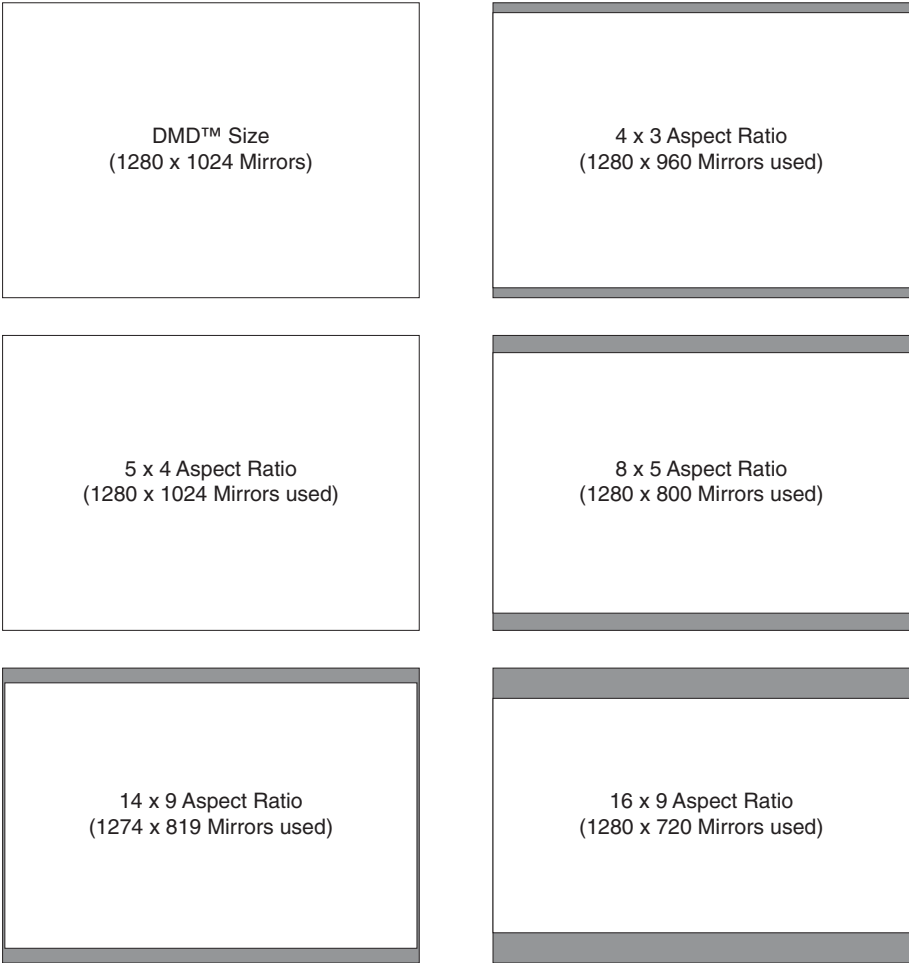 DMD™ Size
(1280 x 1024 Mirrors)
4 x 3 Aspect Ratio
(1280 x 960 Mirrors used)
5 x 4 Aspect Ratio
(1280 x 1024 Mirrors used)
8 x 5 Aspect Ratio
(1280 x 800 Mirrors used)
14 x 9 Aspect Ratio
(1274 x 819 Mirrors used)
16 x 9 Aspect Ratio
(1280 x 720 Mirrors used)